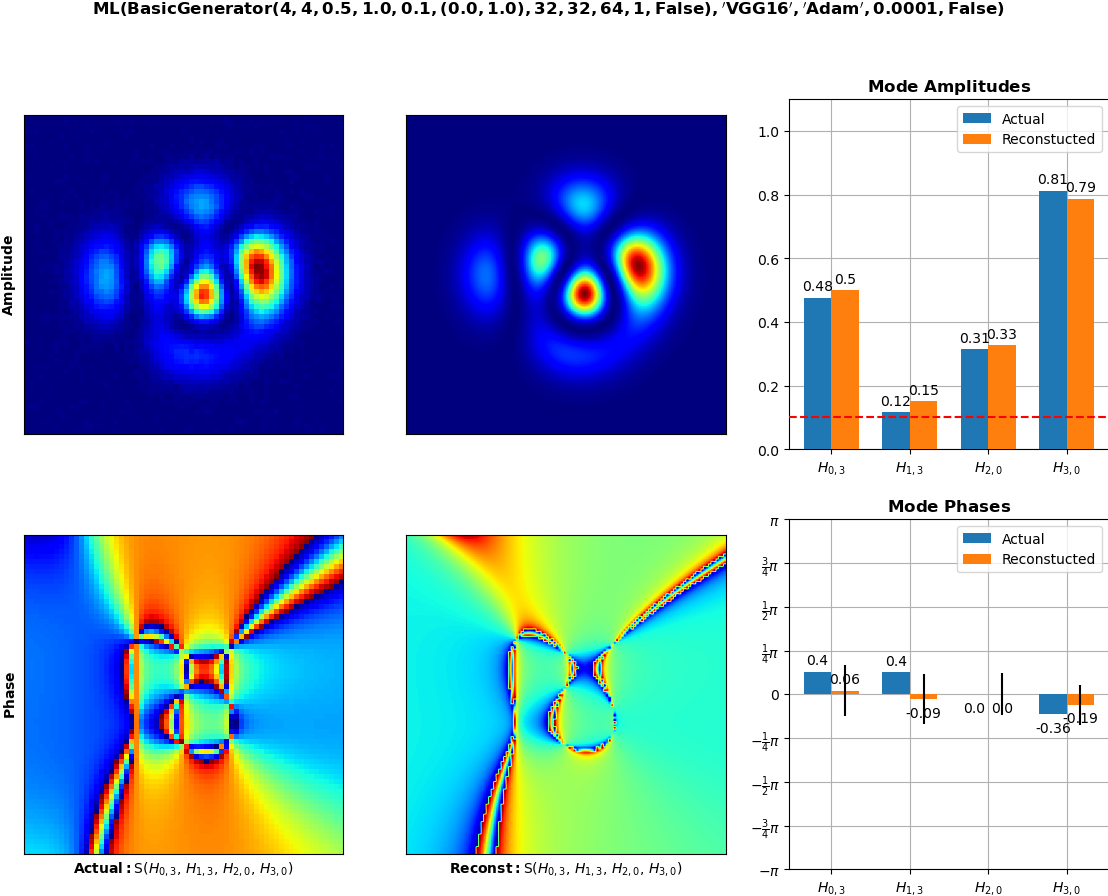 ML(BasicGenerator(4, 4, 0.5, 1.0, 0.1, (0.0, 1.0), 32, 32, 64, 1, False), ′VGG16′, ′Adam′, 0.0001, False)
Amplitude
Mode Amplitudes
Actual
Reconstucted
1.0
0.8
0.6
0.4
0.2
0.0
0.48
0.5
0.12
0.15
0.31
0.33
0.81
0.79
H₀,₃
H₁,₃
H₂,₀
H₃,₀
Phase
Actual: S(H₀,₃, H₁,₃, H₂,₀, H₃,₀)
Reconst: S(H₀,₃, H₁,₃, H₂,₀, H₃,₀)
Mode Phases
Actual
Reconstucted
π
3/4π
1/2π
1/4π
0
−1/4π
−1/2π
−3/4π
−π
0.4
0.06
0.4
-0.09
0.0
0.0
-0.36
-0.19
H₀,₃
H₁,₃
H₂,₀
H₃,₀